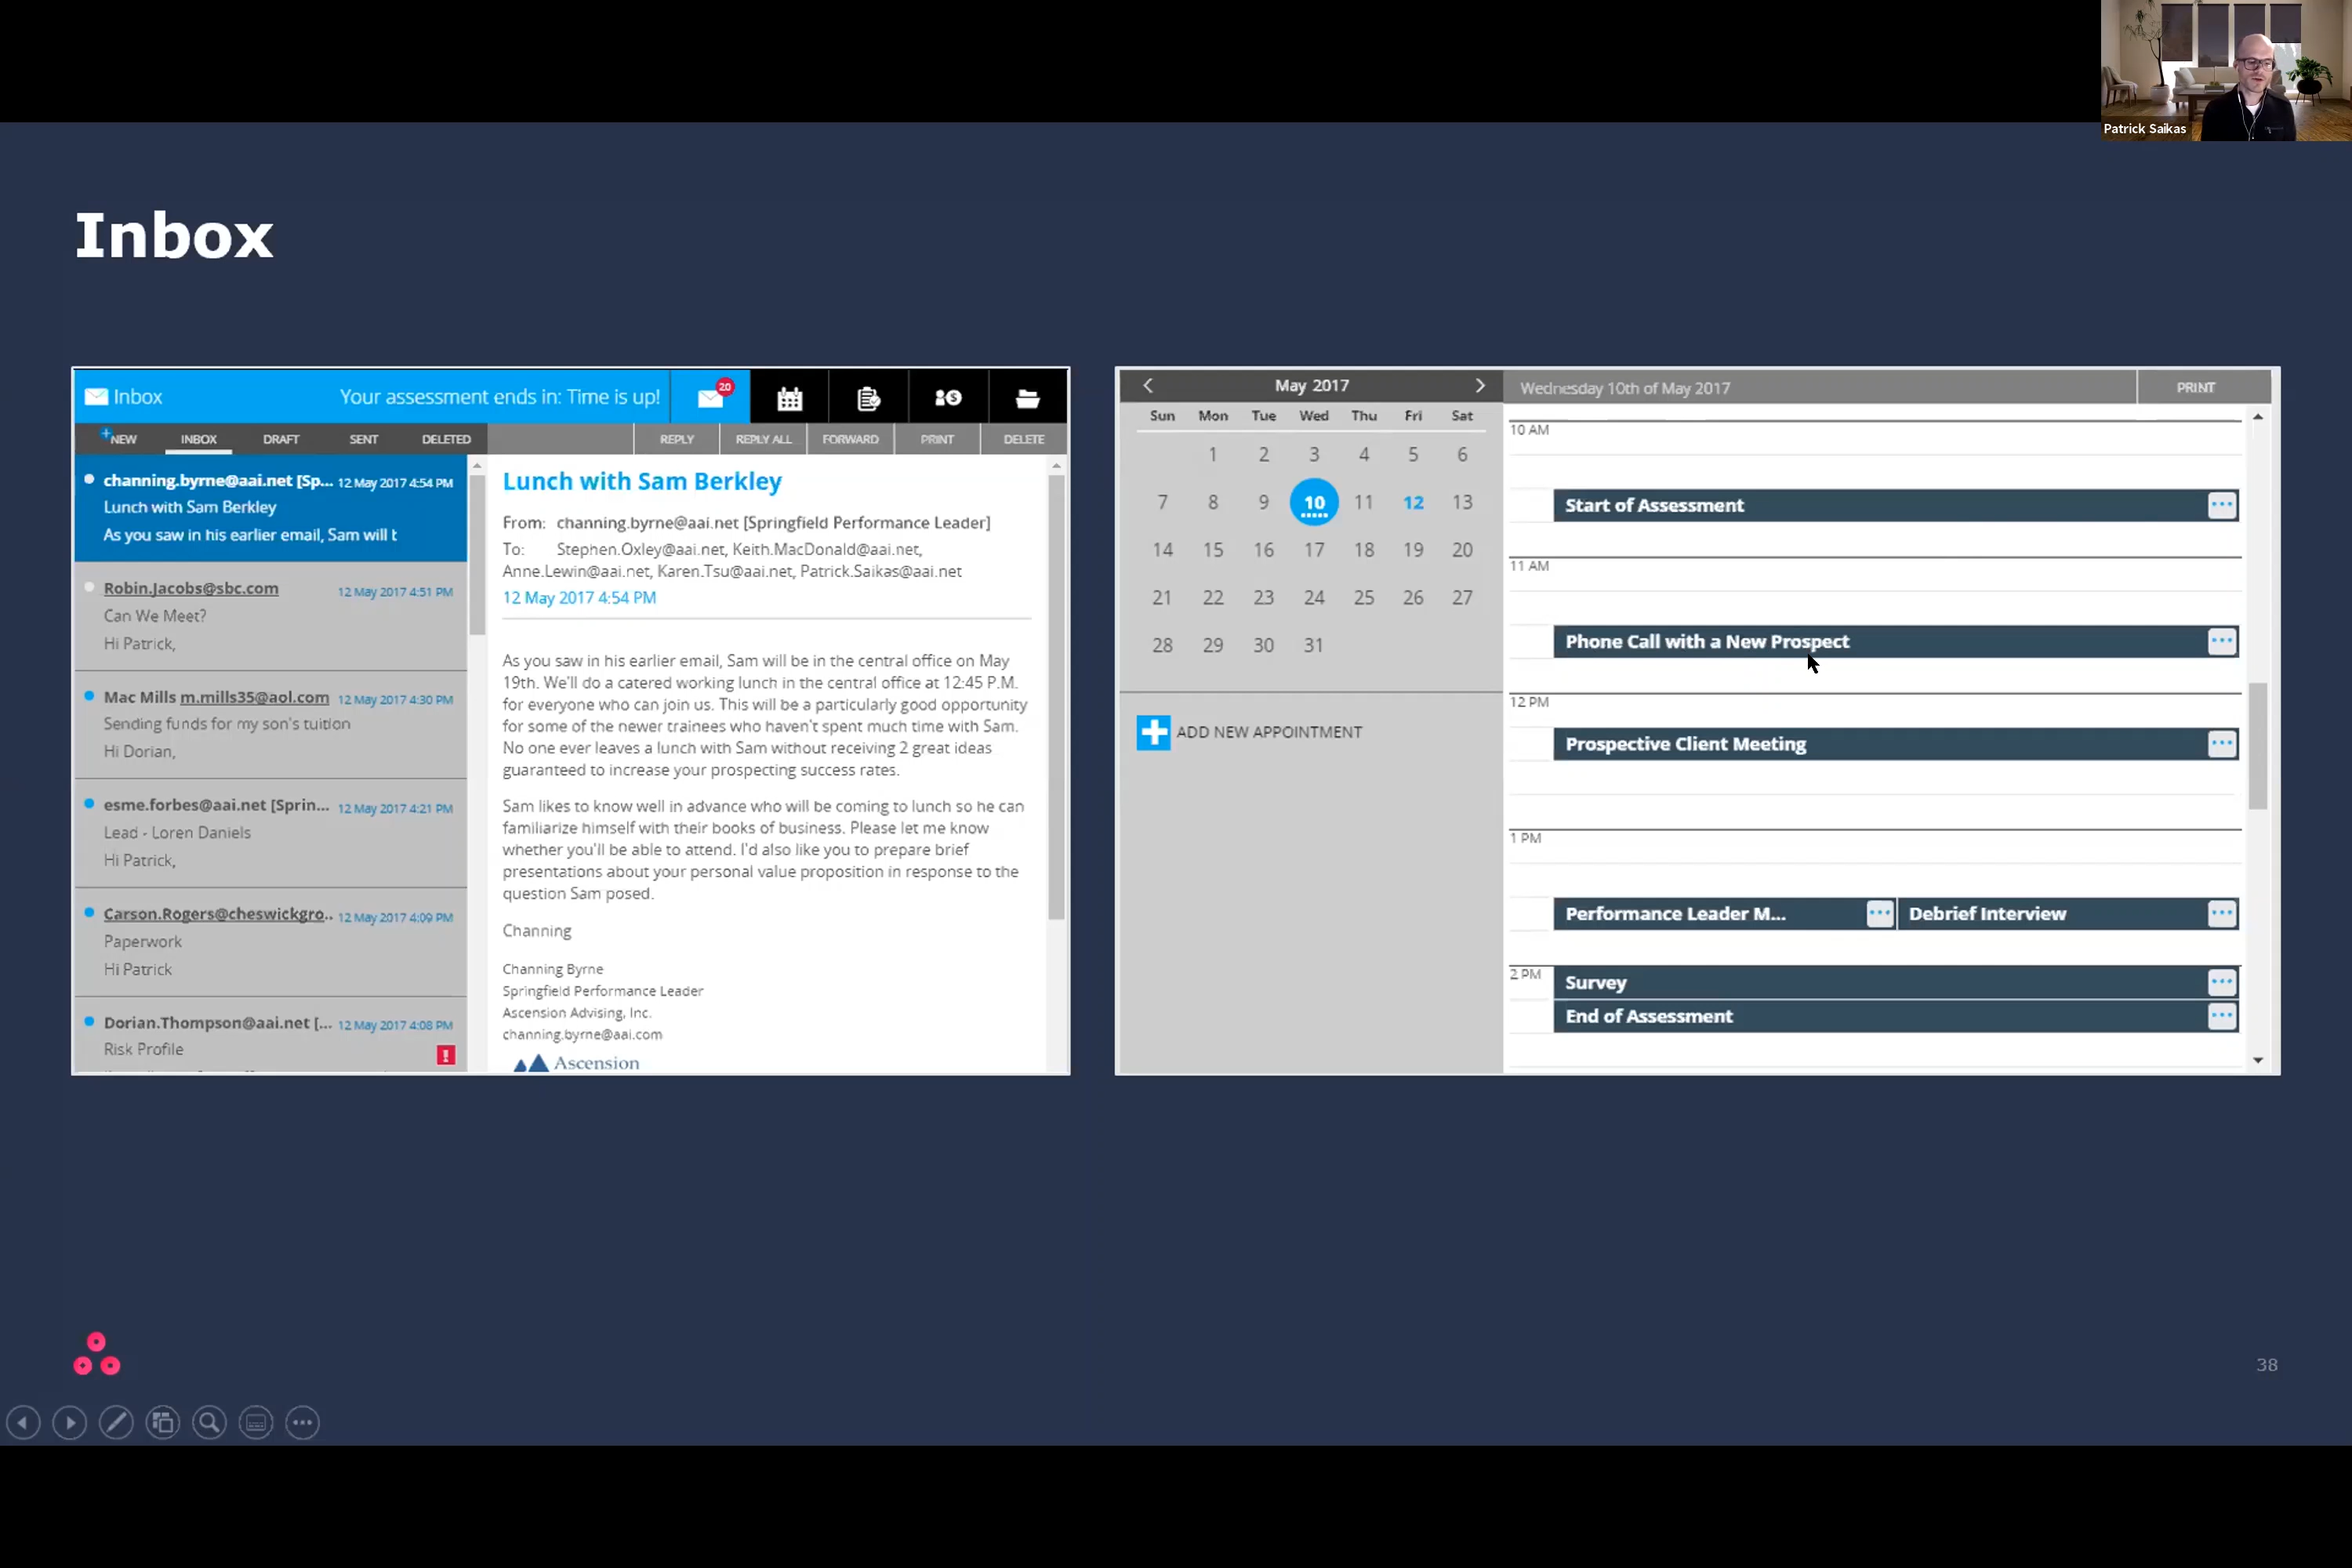 Patrick Saikas
Inbox
Inbox
Your assessment ends in: Time is up!
20
NEW
INBOX
DRAFT
SENT
DELETED
REPLY
REPLY ALL
FORWARD
PRINT
DELETE
channing.byrne@aai.net [Sp... 12 May 2017 4:54 PM
Lunch with Sam Berkley
As you saw in his earlier email, Sam will t
Robin.Jacobs@sbc.com 12 May 2017 4:51 PM
Can We Meet?
Hi Patrick,
Mac Mills m.mills35@aol.com 12 May 2017 4:30 PM
Sending funds for my son's tuition
Hi Dorian,
esme.forbes@aai.net [Sprin... 12 May 2017 4:21 PM
Lead - Loren Daniels
Hi Patrick,
Carson.Rogers@cheswickgro.. 12 May 2017 4:09 PM
Paperwork
Hi Patrick
Dorian.Thompson@aai.net [... 12 May 2017 4:08 PM
Risk Profile
Lunch with Sam Berkley
From: channing.byrne@aai.net [Springfield Performance Leader]
To: Stephen.Oxley@aai.net, Keith.MacDonald@aai.net,
Anne.Lewin@aai.net, Karen.Tsu@aai.net, Patrick.Saikas@aai.net
12 May 2017 4:54 PM
As you saw in his earlier email, Sam will be in the central office on May
19th. We'll do a catered working lunch in the central office at 12:45 P.M.
for everyone who can join us. This will be a particularly good opportunity
for some of the newer trainees who haven't spent much time with Sam.
No one ever leaves a lunch with Sam without receiving 2 great ideas
guaranteed to increase your prospecting success rates.
Sam likes to know well in advance who will be coming to lunch so he can
familiarize himself with their books of business. Please let me know
whether you'll be able to attend. I'd also like you to prepare brief
presentations about your personal value proposition in response to the
question Sam posed.
Channing
Channing Byrne
Springfield Performance Leader
Ascension Advising, Inc.
channing.byrne@aai.com
Ascension
May 2017
Sun Mon Tue Wed Thu Fri Sat
1 2 3 4 5 6
7 8 9 10 11 12 13
14 15 16 17 18 19 20
21 22 23 24 25 26 27
28 29 30 31
ADD NEW APPOINTMENT
Wednesday 10th of May 2017
PRINT
10 AM
Start of Assessment
11 AM
Phone Call with a New Prospect
12 PM
Prospective Client Meeting
1 PM
Performance Leader M...
Debrief Interview
2 PM
Survey
End of Assessment
38